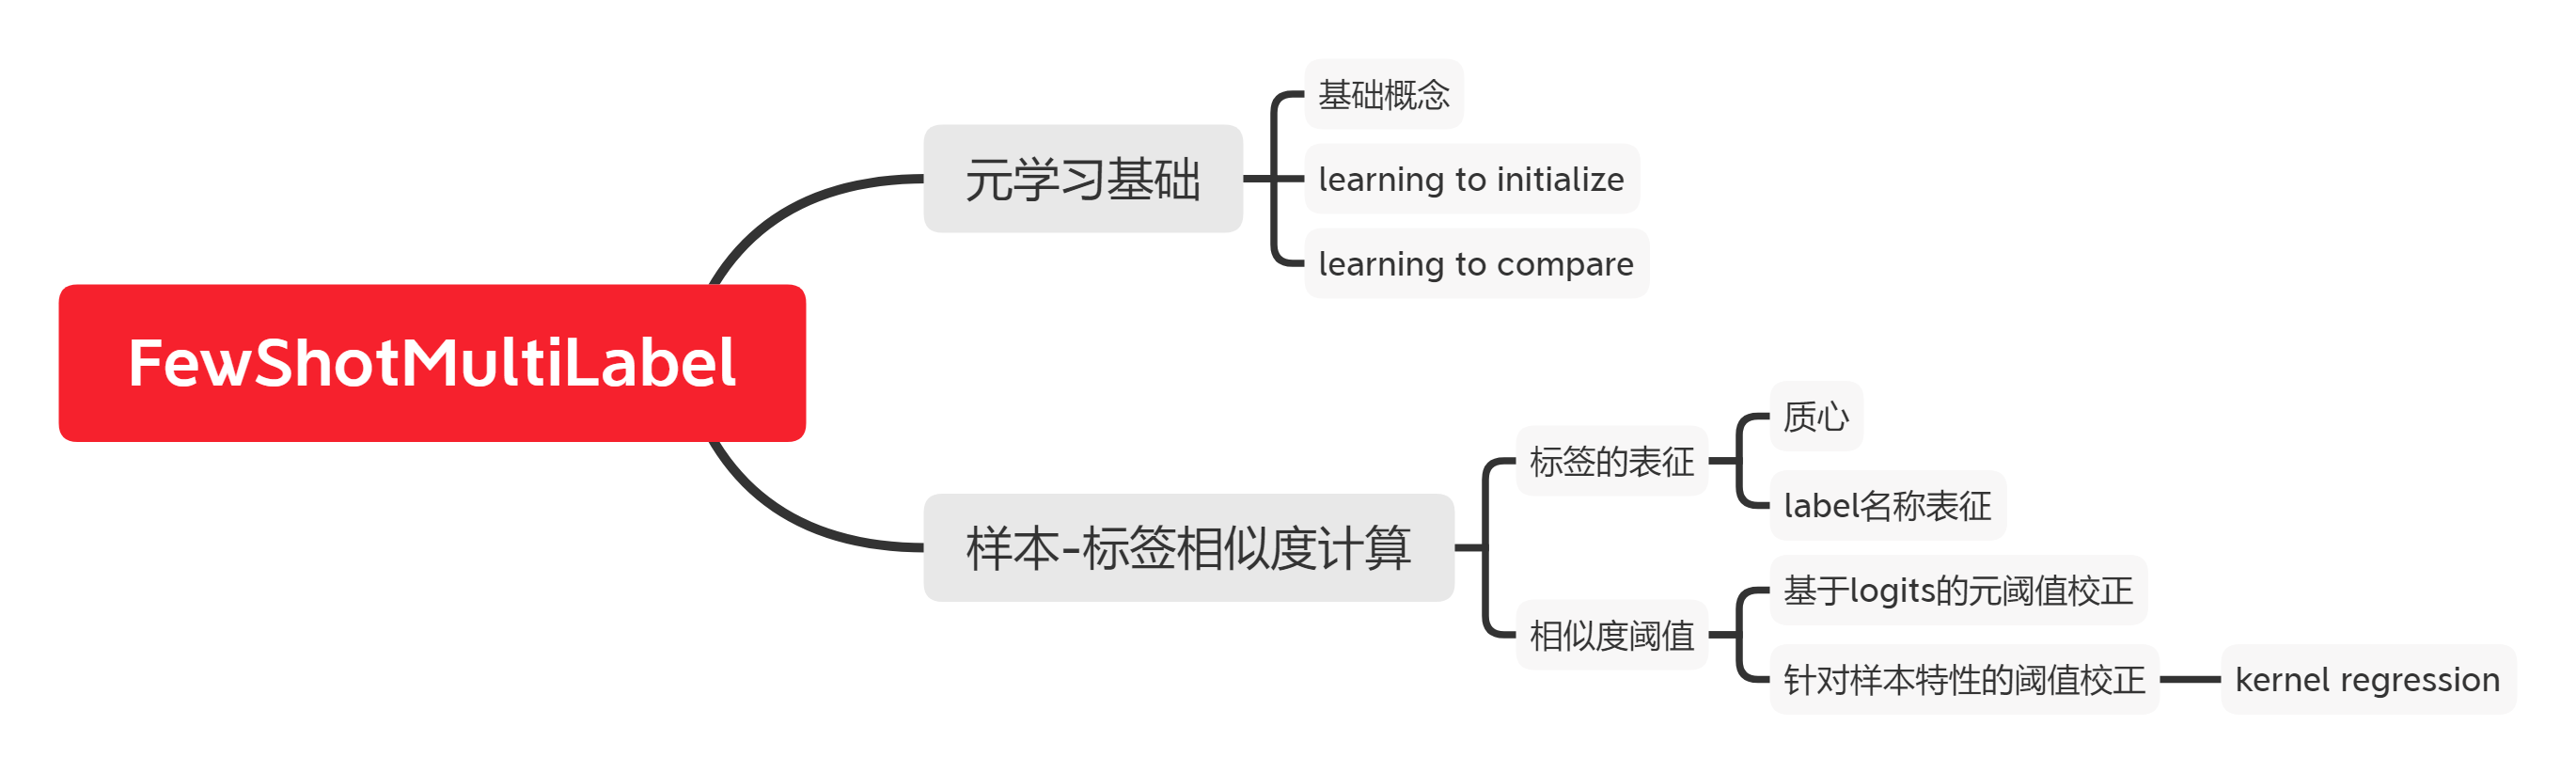 FewShotMultiLabel
元学习基础
基础概念
learning to initialize
learning to compare
样本-标签相似度计算
标签的表征
质心
label名称表征
相似度阈值
基于logits的元阈值校正
针对样本特性的阈值校正
kernel regression